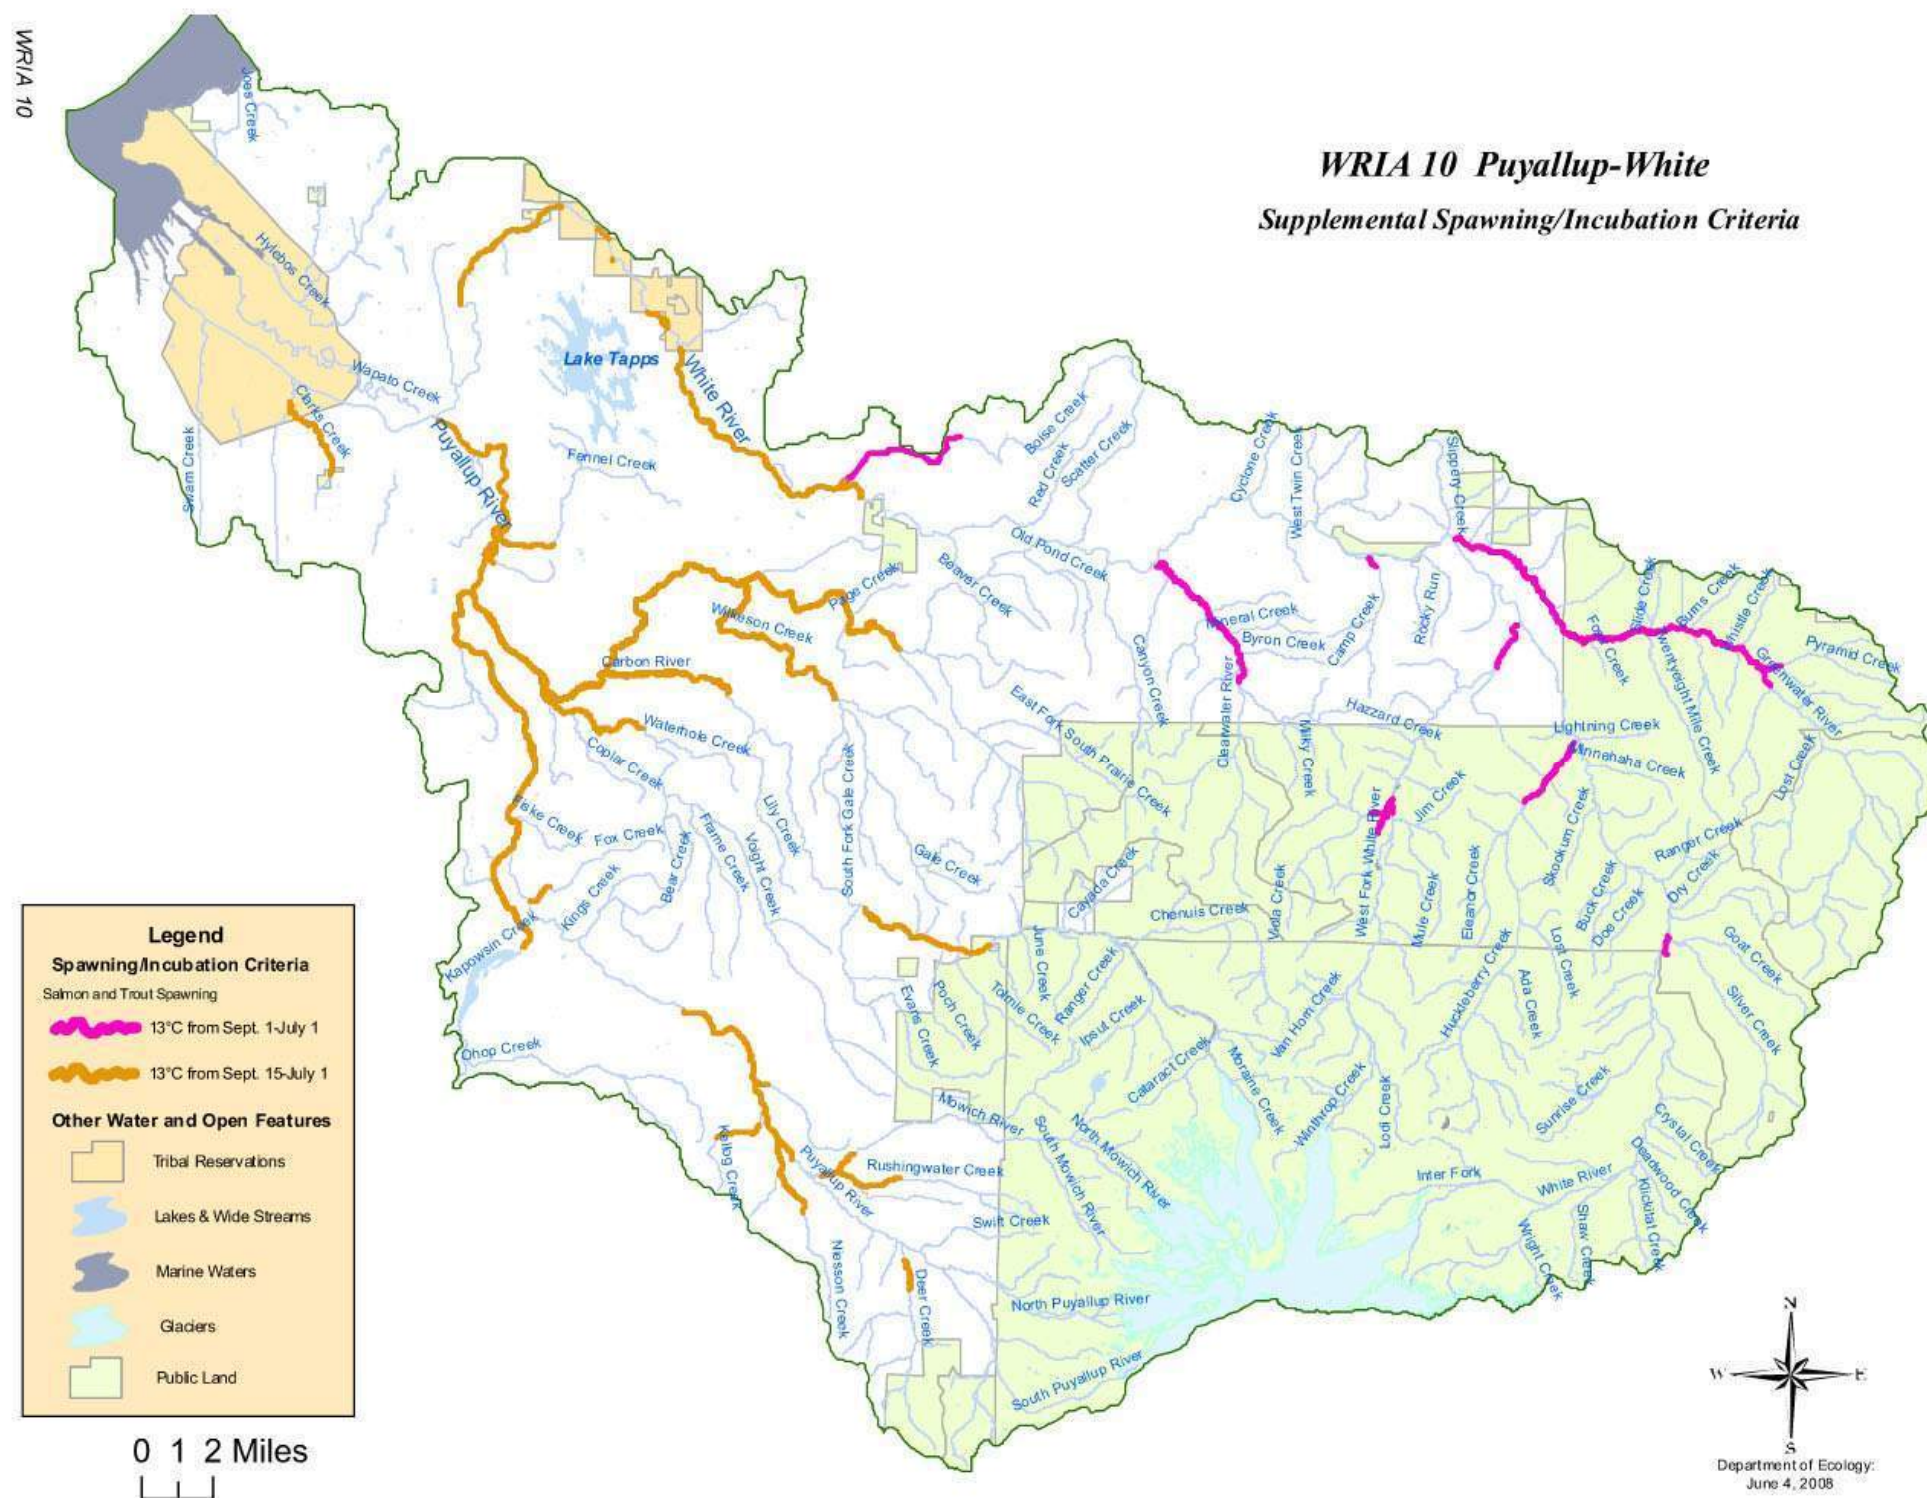 WRIA 10
WRIA 10 Puyallup-White
Supplemental Spawning/Incubation Criteria
Joes Creek
Hylebos Creek
Wapato Creek
Clarks Creek
Swam Creek
Lake Tapps
White River
Puyallup River
Fennel Creek
Boise Creek
Red Creek
Scatter Creek
Cyclone Creek
West Twin Creek
Slippery Creek
Old Pond Creek
Beaver Creek
Page Creek
Wilkeson Creek
Carbon River
Mineral Creek
Byron Creek
Camp Creek
Rocky Run
Slide Creek
Burns Creek
Whistle Creek
Foss Creek
Twentyeight Mile Creek
Pyramid Creek
Greenwater River
Canyon Creek
Clearwater River
East Fork South Prairie Creek
Hazzard Creek
Lightning Creek
Minnehaha Creek
Lost Creek
Waterhole Creek
Coplar Creek
Milky Creek
Jim Creek
West Fork White River
Skookum Creek
Ranger Creek
Dry Creek
Fiske Creek
Fox Creek
Bear Creek
Frame Creek
Voight Creek
Lily Creek
South Fork Gale Creek
Gale Creek
Cayada Creek
Chenuis Creek
Viola Creek
Mule Creek
Eleanor Creek
Buck Creek
Doe Creek
Kings Creek
Kapowsin Creek
Ohop Creek
Evans Creek
Poch Creek
Tolmie Creek
June Creek
Ranger Creek
Ipsut Creek
Van Horn Creek
Huckleberry Creek
Ada Creek
Lost Creek
Goat Creek
Silver Creek
Cataract Creek
Moraine Creek
Winthrop Creek
Lodi Creek
Sunrise Creek
Crystal Creek
Deadwood Creek
Klickitat Creek
Mowich River
South Mowich River
North Mowich River
Kellog Creek
Puyallup River
Rushingwater Creek
Swift Creek
Inter Fork
White River
Wright Creek
Shaw Creek
Nesson Creek
Deer Creek
North Puyallup River
South Puyallup River
Legend
Spawning/Incubation Criteria
Salmon and Trout Spawning
13°C from Sept. 1-July 1
13°C from Sept. 15-July 1
Other Water and Open Features
Tribal Reservations
Lakes & Wide Streams
Marine Waters
Glaciers
Public Land
0 1 2 Miles
N
W E
S
Department of Ecology:
June 4, 2008